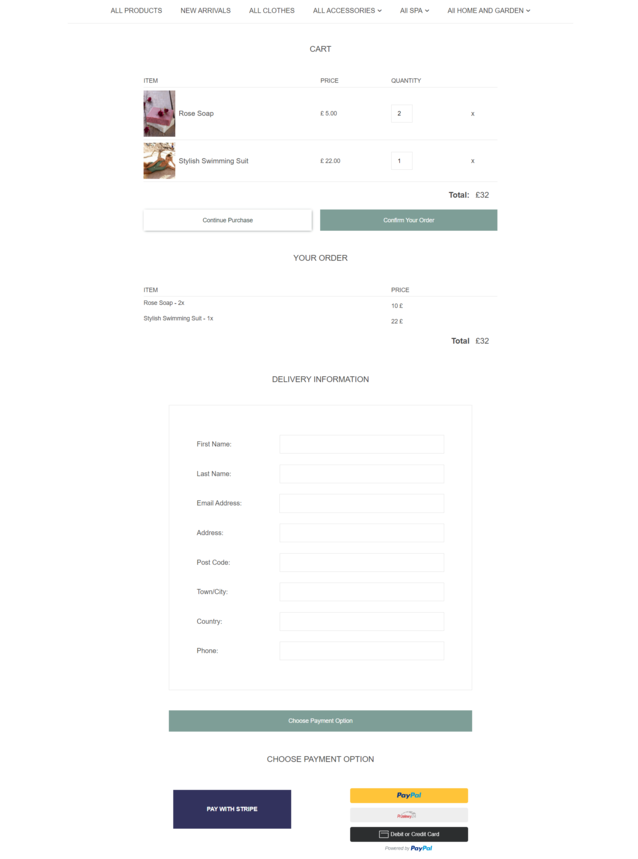 ALL PRODUCTS NEW ARRIVALS ALL CLOTHES ALL ACCESSORIES All SPA All HOME AND GARDEN
CART
ITEM PRICE QUANTITY
Rose Soap £ 5.00 2 x
Stylish Swimming Suit £ 22.00 1 x
Total: £32
Continue Purchase Confirm Your Order
YOUR ORDER
ITEM PRICE
Rose Soap - 2x 10 £
Stylish Swimming Suit - 1x 22 £
Total £32
DELIVERY INFORMATION
First Name:
Last Name:
Email Address:
Address:
Post Code:
Town/City:
Country:
Phone:
Choose Payment Option
CHOOSE PAYMENT OPTION
PAY WITH STRIPE
PayPal
Debit or Credit Card
Powered by PayPal